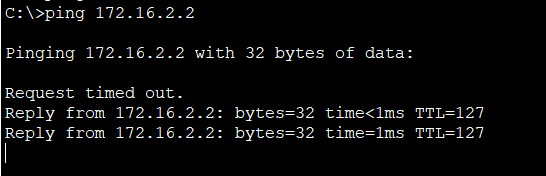 C:\>ping 172.16.2.2
Pinging 172.16.2.2 with 32 bytes of data:
Request timed out.
Reply from 172.16.2.2: bytes=32 time<1ms TTL=127
Reply from 172.16.2.2: bytes=32 time=1ms TTL=127